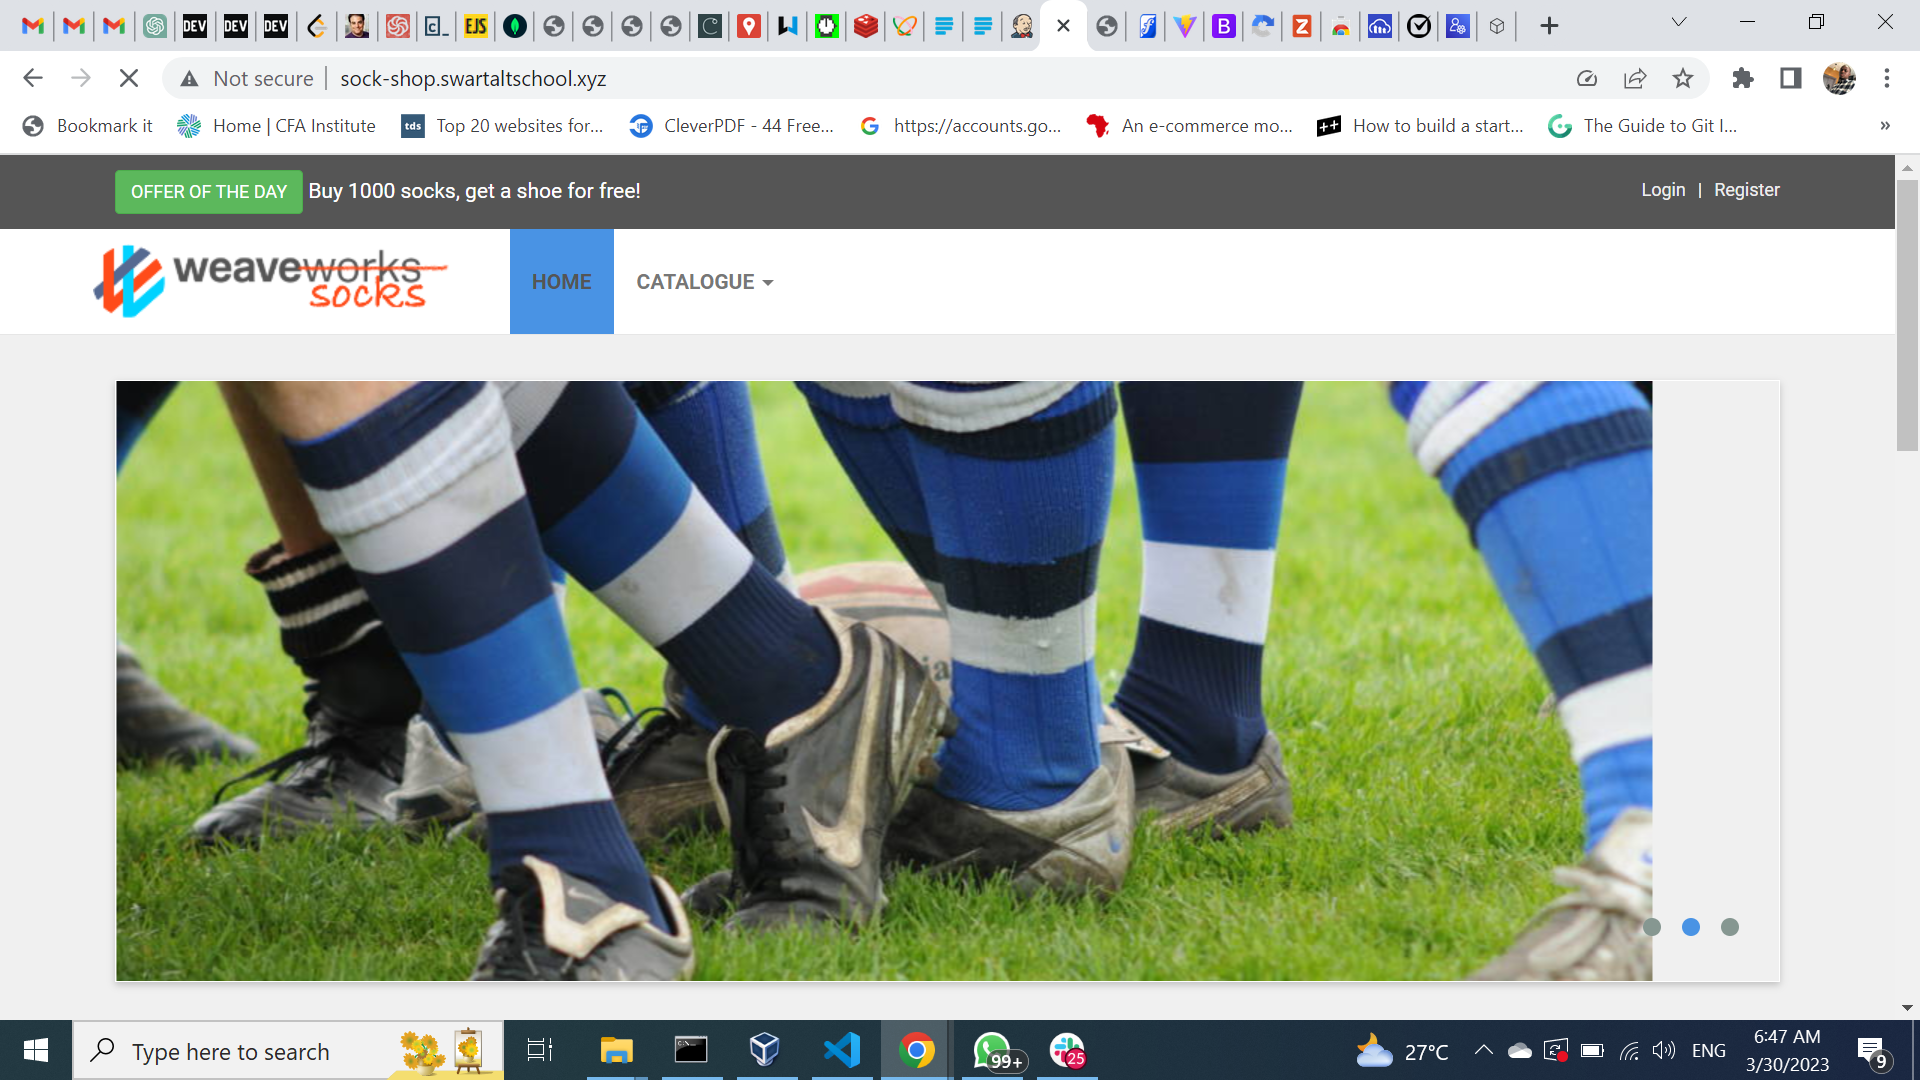 DEV
DEV
DEV
EJS
B
Z
Not secure
sock-shop.swartaltschool.xyz
Bookmark it
Home | CFA Institute
tds
Top 20 websites for...
CleverPDF - 44 Free...
https://accounts.go...
An e-commerce mo...
++
How to build a start...
The Guide to Git I...
»
OFFER OF THE DAY Buy 1000 socks, get a shoe for free!
Login | Register
weaveworks
socks
HOME
CATALOGUE
Type here to search
99+
25
27°C
ENG
6:47 AM
3/30/2023
9